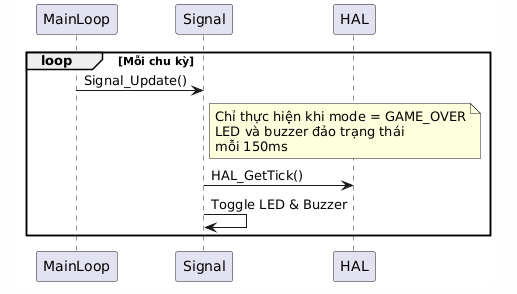 MainLoop Signal HAL
loop [Mỗi chu kỳ]
Signal_Update()
Chỉ thực hiện khi mode = GAME_OVER
LED và buzzer đảo trạng thái
mỗi 150ms
HAL_GetTick()
Toggle LED & Buzzer
MainLoop Signal HAL